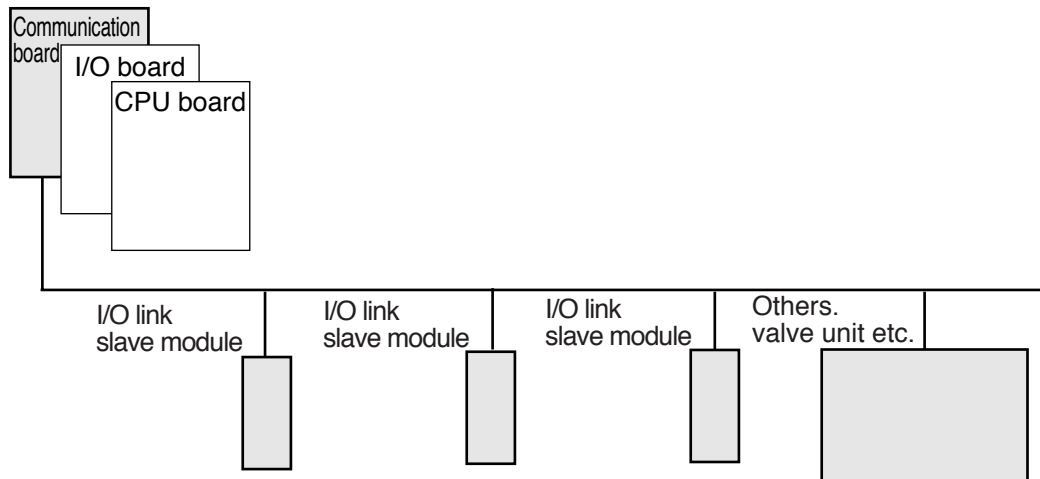 Communication
board
I/O board
CPU board
I/O link
slave module
I/O link
slave module
I/O link
slave module
Others.
valve unit etc.